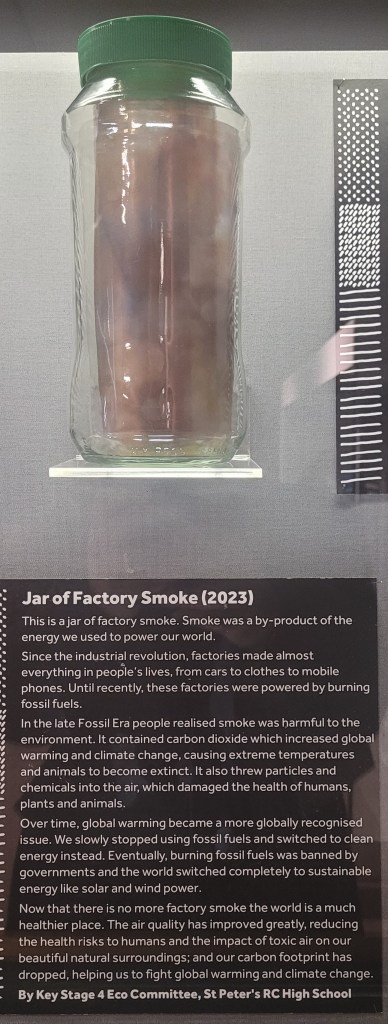 Jar of Factory Smoke (2023)
This is a jar of factory smoke. Smoke was a by-product of the
energy we used to power our world.
Since the industrial revolution, factories made almost
everything in people's lives, from cars to clothes to mobile
phones. Until recently, these factories were powered by burning
fossil fuels.
In the late Fossil Era people realised smoke was harmful to the
environment. It contained carbon dioxide which increased global
warming and climate change, causing extreme temperatures
and animals to become extinct. It also threw particles and
chemicals into the air, which damaged the health of humans,
plants and animals.
Over time, global warming became a more globally recognised
issue. We slowly stopped using fossil fuels and switched to clean
energy instead. Eventually, burning fossil fuels was banned by
governments and the world switched completely to sustainable
energy like solar and wind power.
Now that there is no more factory smoke the world is a much
healthier place. The air quality has improved greatly, reducing
the health risks to humans and the impact of toxic air on our
beautiful natural surroundings; and our carbon footprint has
dropped, helping us to fight global warming and climate change.
By Key Stage 4 Eco Committee, St Peter's RC High School